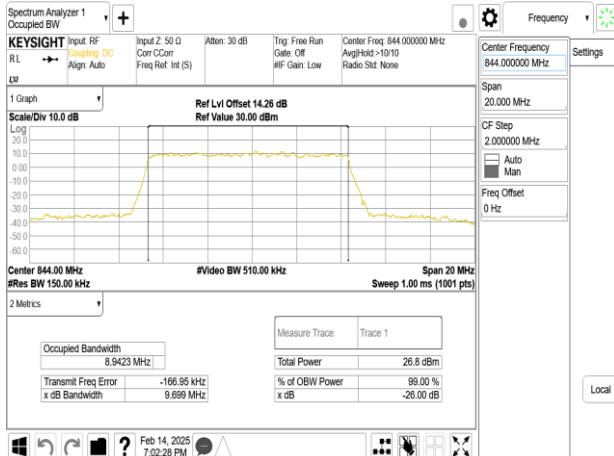 Spectrum Analyzer 1
Occupied BW
+
Frequency
KEYSIGHT
Input: RF
Coupling: DC
Align: Auto
RL
LXI
Input Z: 50 Ω
Corr CCorr
Freq Ref: Int (S)
Atten: 30 dB
Trig: Free Run
Gate: Off
#IF Gain: Low
Center Freq: 844.000000 MHz
Avg|Hold:>10/10
Radio Std: None
Center Frequency
844.000000 MHz
Settings
Span
20.000 MHz
CF Step
2.000000 MHz
Auto
Man
Freq Offset
0 Hz
Local
1 Graph
Scale/Div 10.0 dB
Ref Lvl Offset 14.26 dB
Ref Value 30.00 dBm
Log
20.0
10.0
0.00
-10.0
-20.0
-30.0
-40.0
-50.0
-60.0
Center 844.00 MHz
#Res BW 150.00 kHz
#Video BW 510.00 kHz
Span 20 MHz
Sweep 1.00 ms (1001 pts)
2 Metrics
Measure Trace Trace 1
Occupied Bandwidth
8.9423 MHz
Total Power 26.8 dBm
Transmit Freq Error -166.95 kHz
% of OBW Power 99.00 %
x dB Bandwidth 9.699 MHz
x dB -26.00 dB
?
Feb 14, 2025
7:02:28 PM